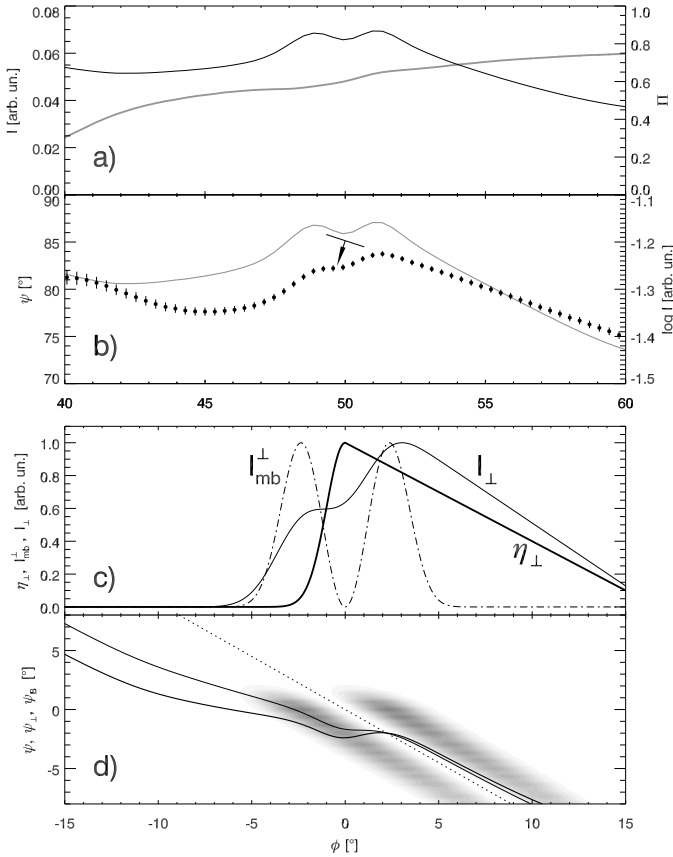 0.08
0.06
0.04
0.02
0.00
I [arb. un.]
1.0
0.8
0.6
0.4
0.2
0.0
Π
a)
90
85
80
75
70
ψ [°]
-1.1
-1.2
-1.3
-1.4
-1.5
log I [arb. un.]
b)
40 45 50 55 60
1.0
0.8
0.6
0.4
0.2
0.0
η⊥, I⊥mb, I⊥ [arb. un.]
I⊥mb
I⊥
η⊥
c)
5
0
-5
ψ, ψ⊥, ψB [°]
d)
-15 -10 -5 0 5 10 15
ϕ [°]